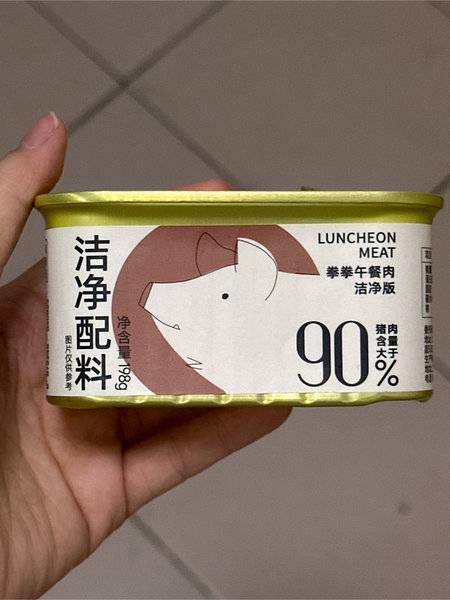 洁净配料
图片仅供参考
净含量198g
LUNCHEON
MEAT
拳拳午餐肉
洁净版
猪肉
含量
大于
90%